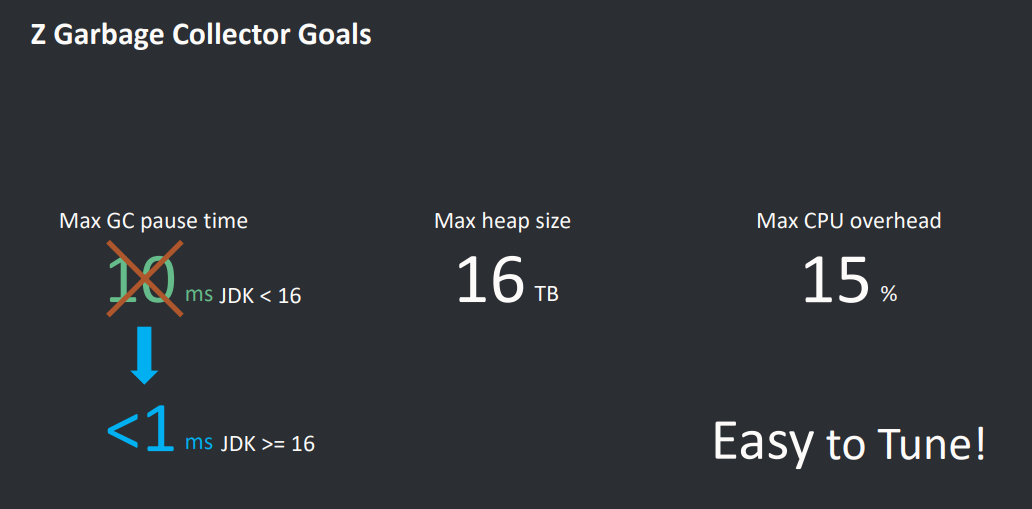 Z Garbage Collector Goals
Max GC pause time
10 ms JDK < 16
<1 ms JDK >= 16
Max heap size
16 TB
Max CPU overhead
15 %
Easy to Tune!